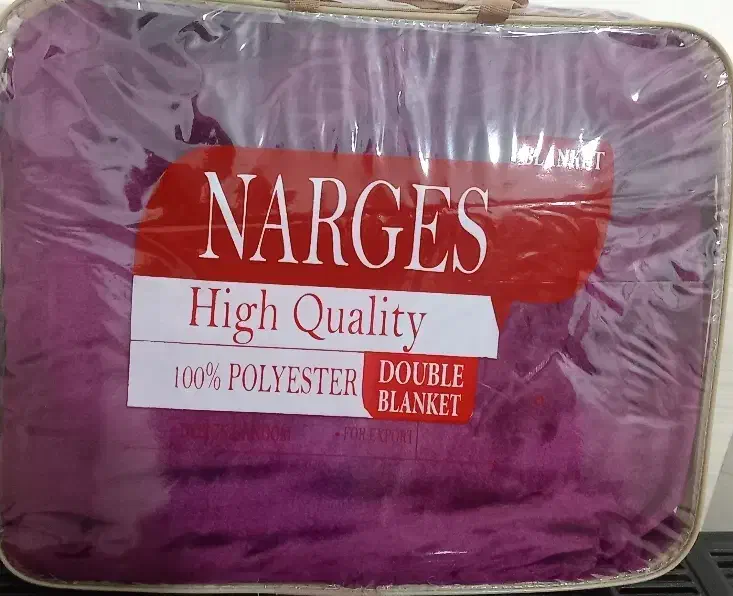 BLANKET
NARGES
High Quality
100% POLYESTER
DOUBLE
BLANKET
• FOR EXPORT